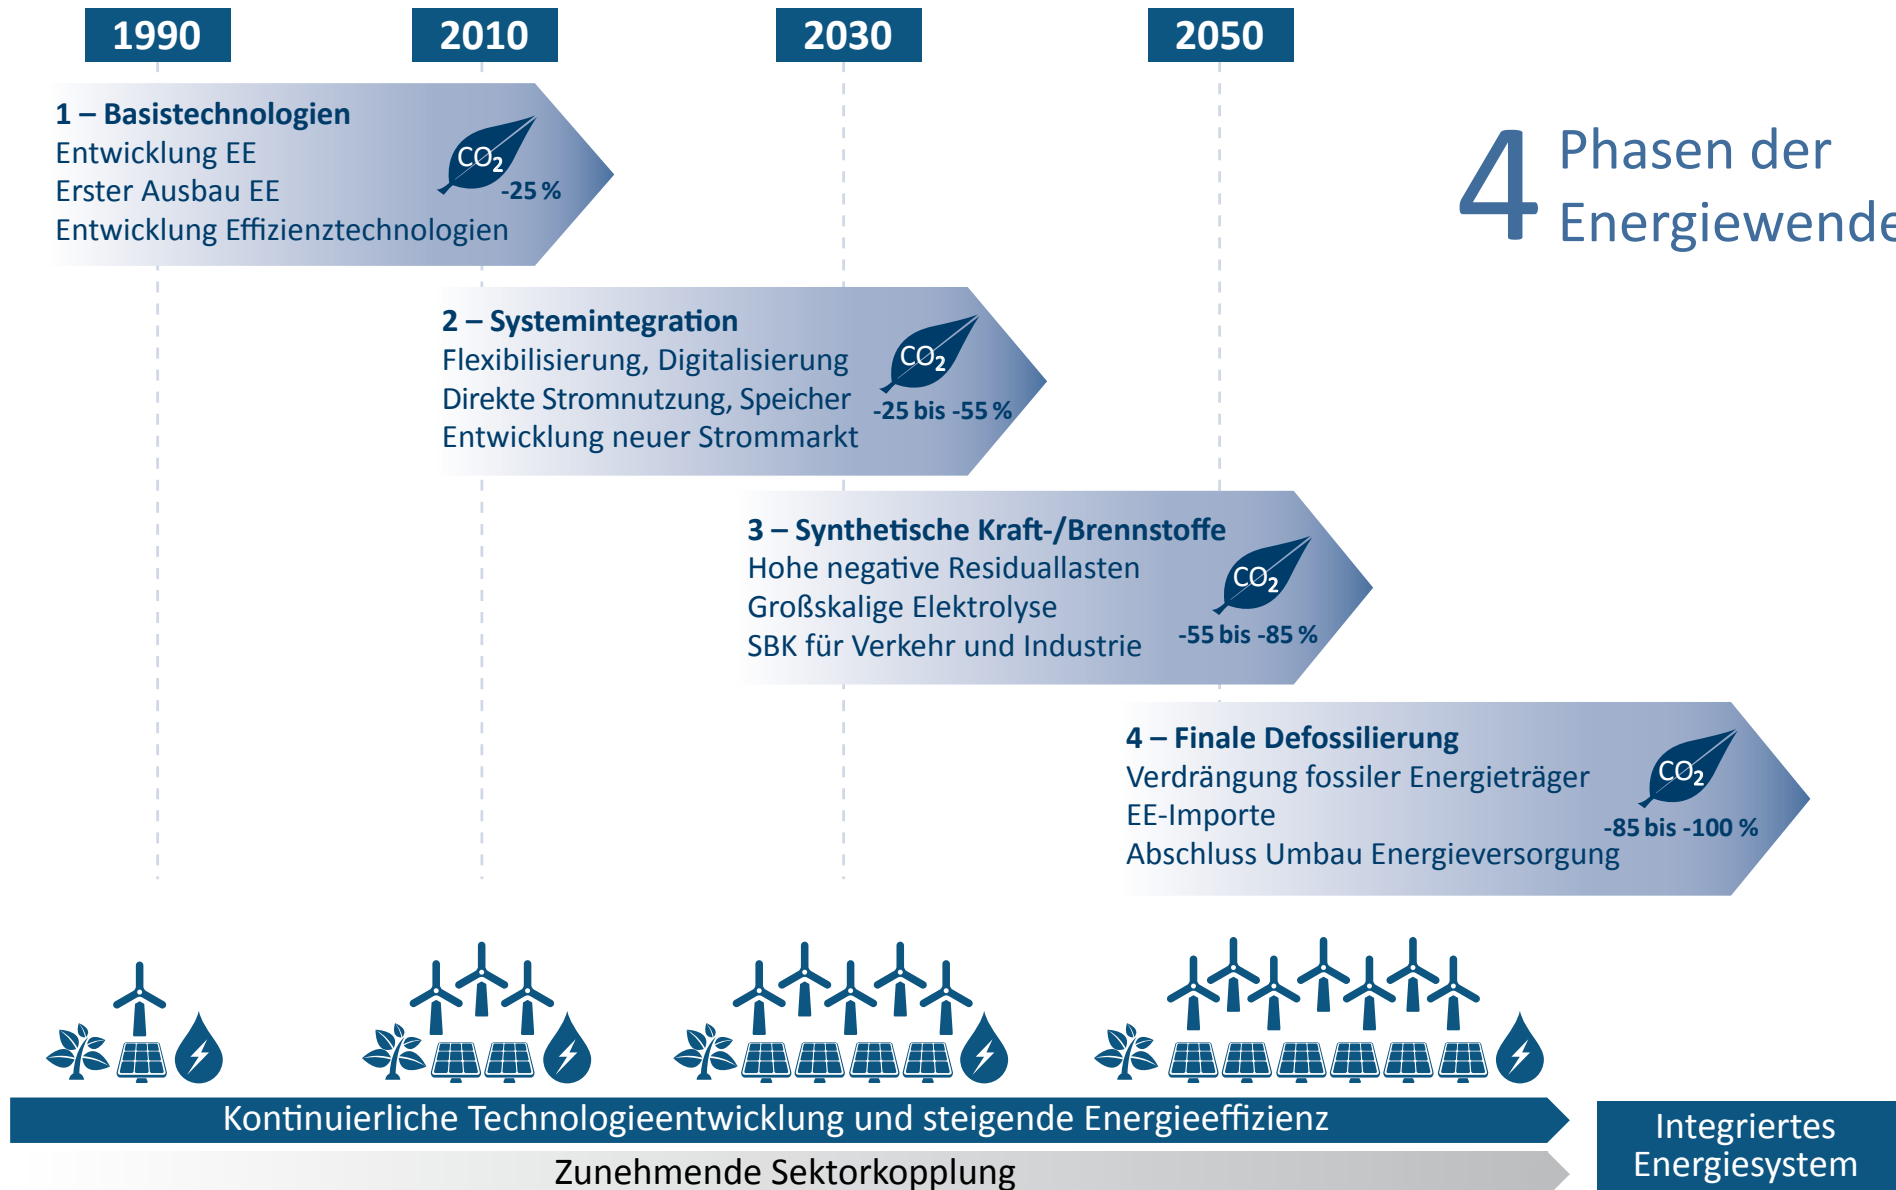 1990
2010
2030
2050
4 Phasen der
Energiewende
1 – Basistechnologien
Entwicklung EE
Erster Ausbau EE
Entwicklung Effizienztechnologien
CO2
-25 %
2 – Systemintegration
Flexibilisierung, Digitalisierung
Direkte Stromnutzung, Speicher
Entwicklung neuer Strommarkt
CO2
-25 bis -55 %
3 – Synthetische Kraft-/Brennstoffe
Hohe negative Residuallasten
Großskalige Elektrolyse
SBK für Verkehr und Industrie
CO2
-55 bis -85 %
4 – Finale Defossilierung
Verdrängung fossiler Energieträger
EE-Importe
Abschluss Umbau Energieversorgung
CO2
-85 bis -100 %
Kontinuierliche Technologieentwicklung und steigende Energieeffizienz
Zunehmende Sektorkopplung
Integriertes
Energiesystem